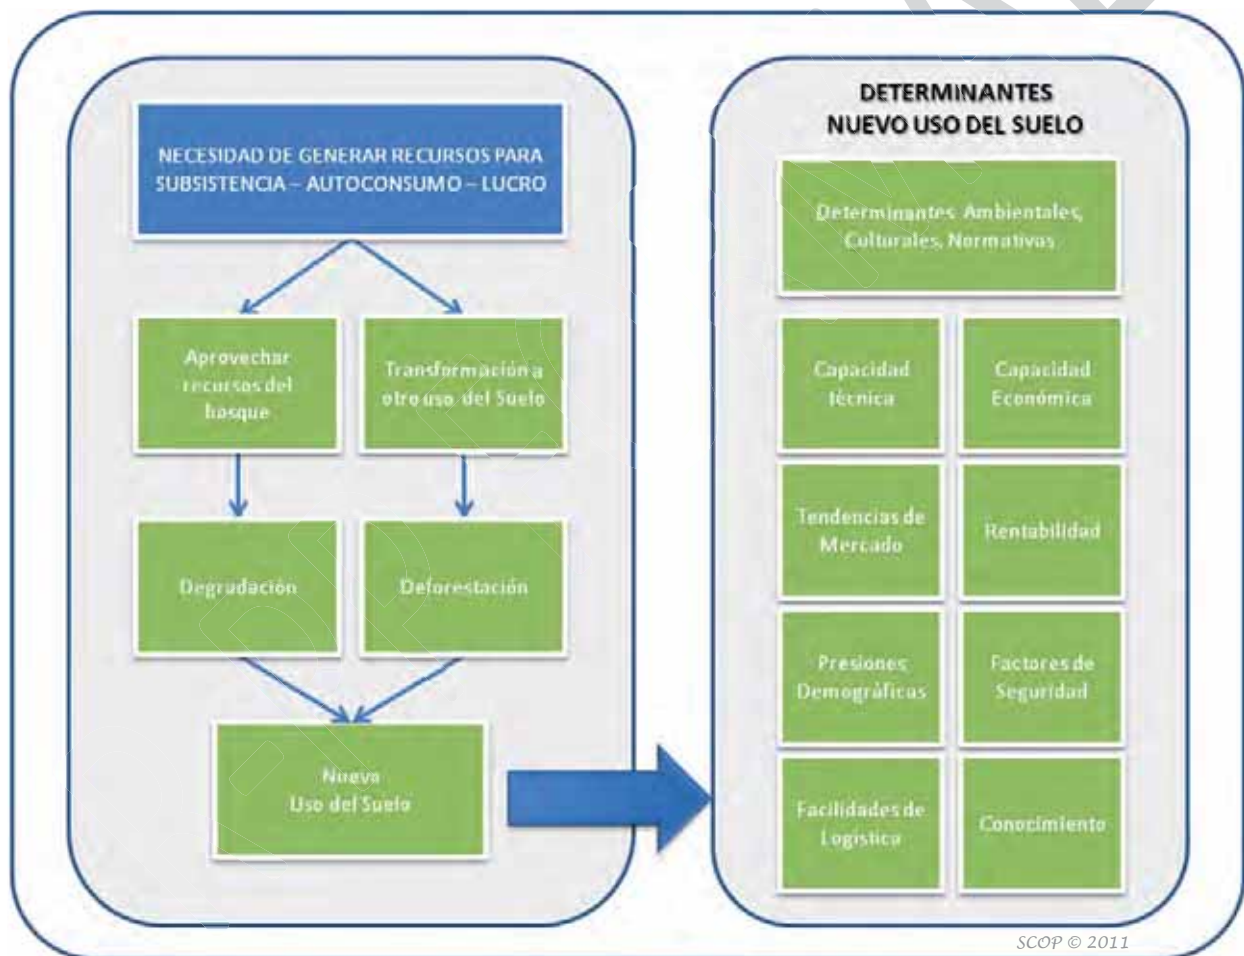 NECESIDAD DE GENERAR RECURSOS PARA
SUBSISTENCIA – AUTOCONSUMO – LUCRO
Aprovechar
recursos del
bosque
Transformación a
otro uso del Suelo
Degradación
Deforestación
Nuevo
Uso del Suelo
DETERMINANTES
NUEVO USO DEL SUELO
Determinantes Ambientales,
Culturales, Normativas
Capacidad
técnica
Capacidad
Económica
Tendencias de
Mercado
Rentabilidad
Presiones
Demográficas
Factores de
Seguridad
Facilidades de
Logística
Conocimiento
SCOP © 2011